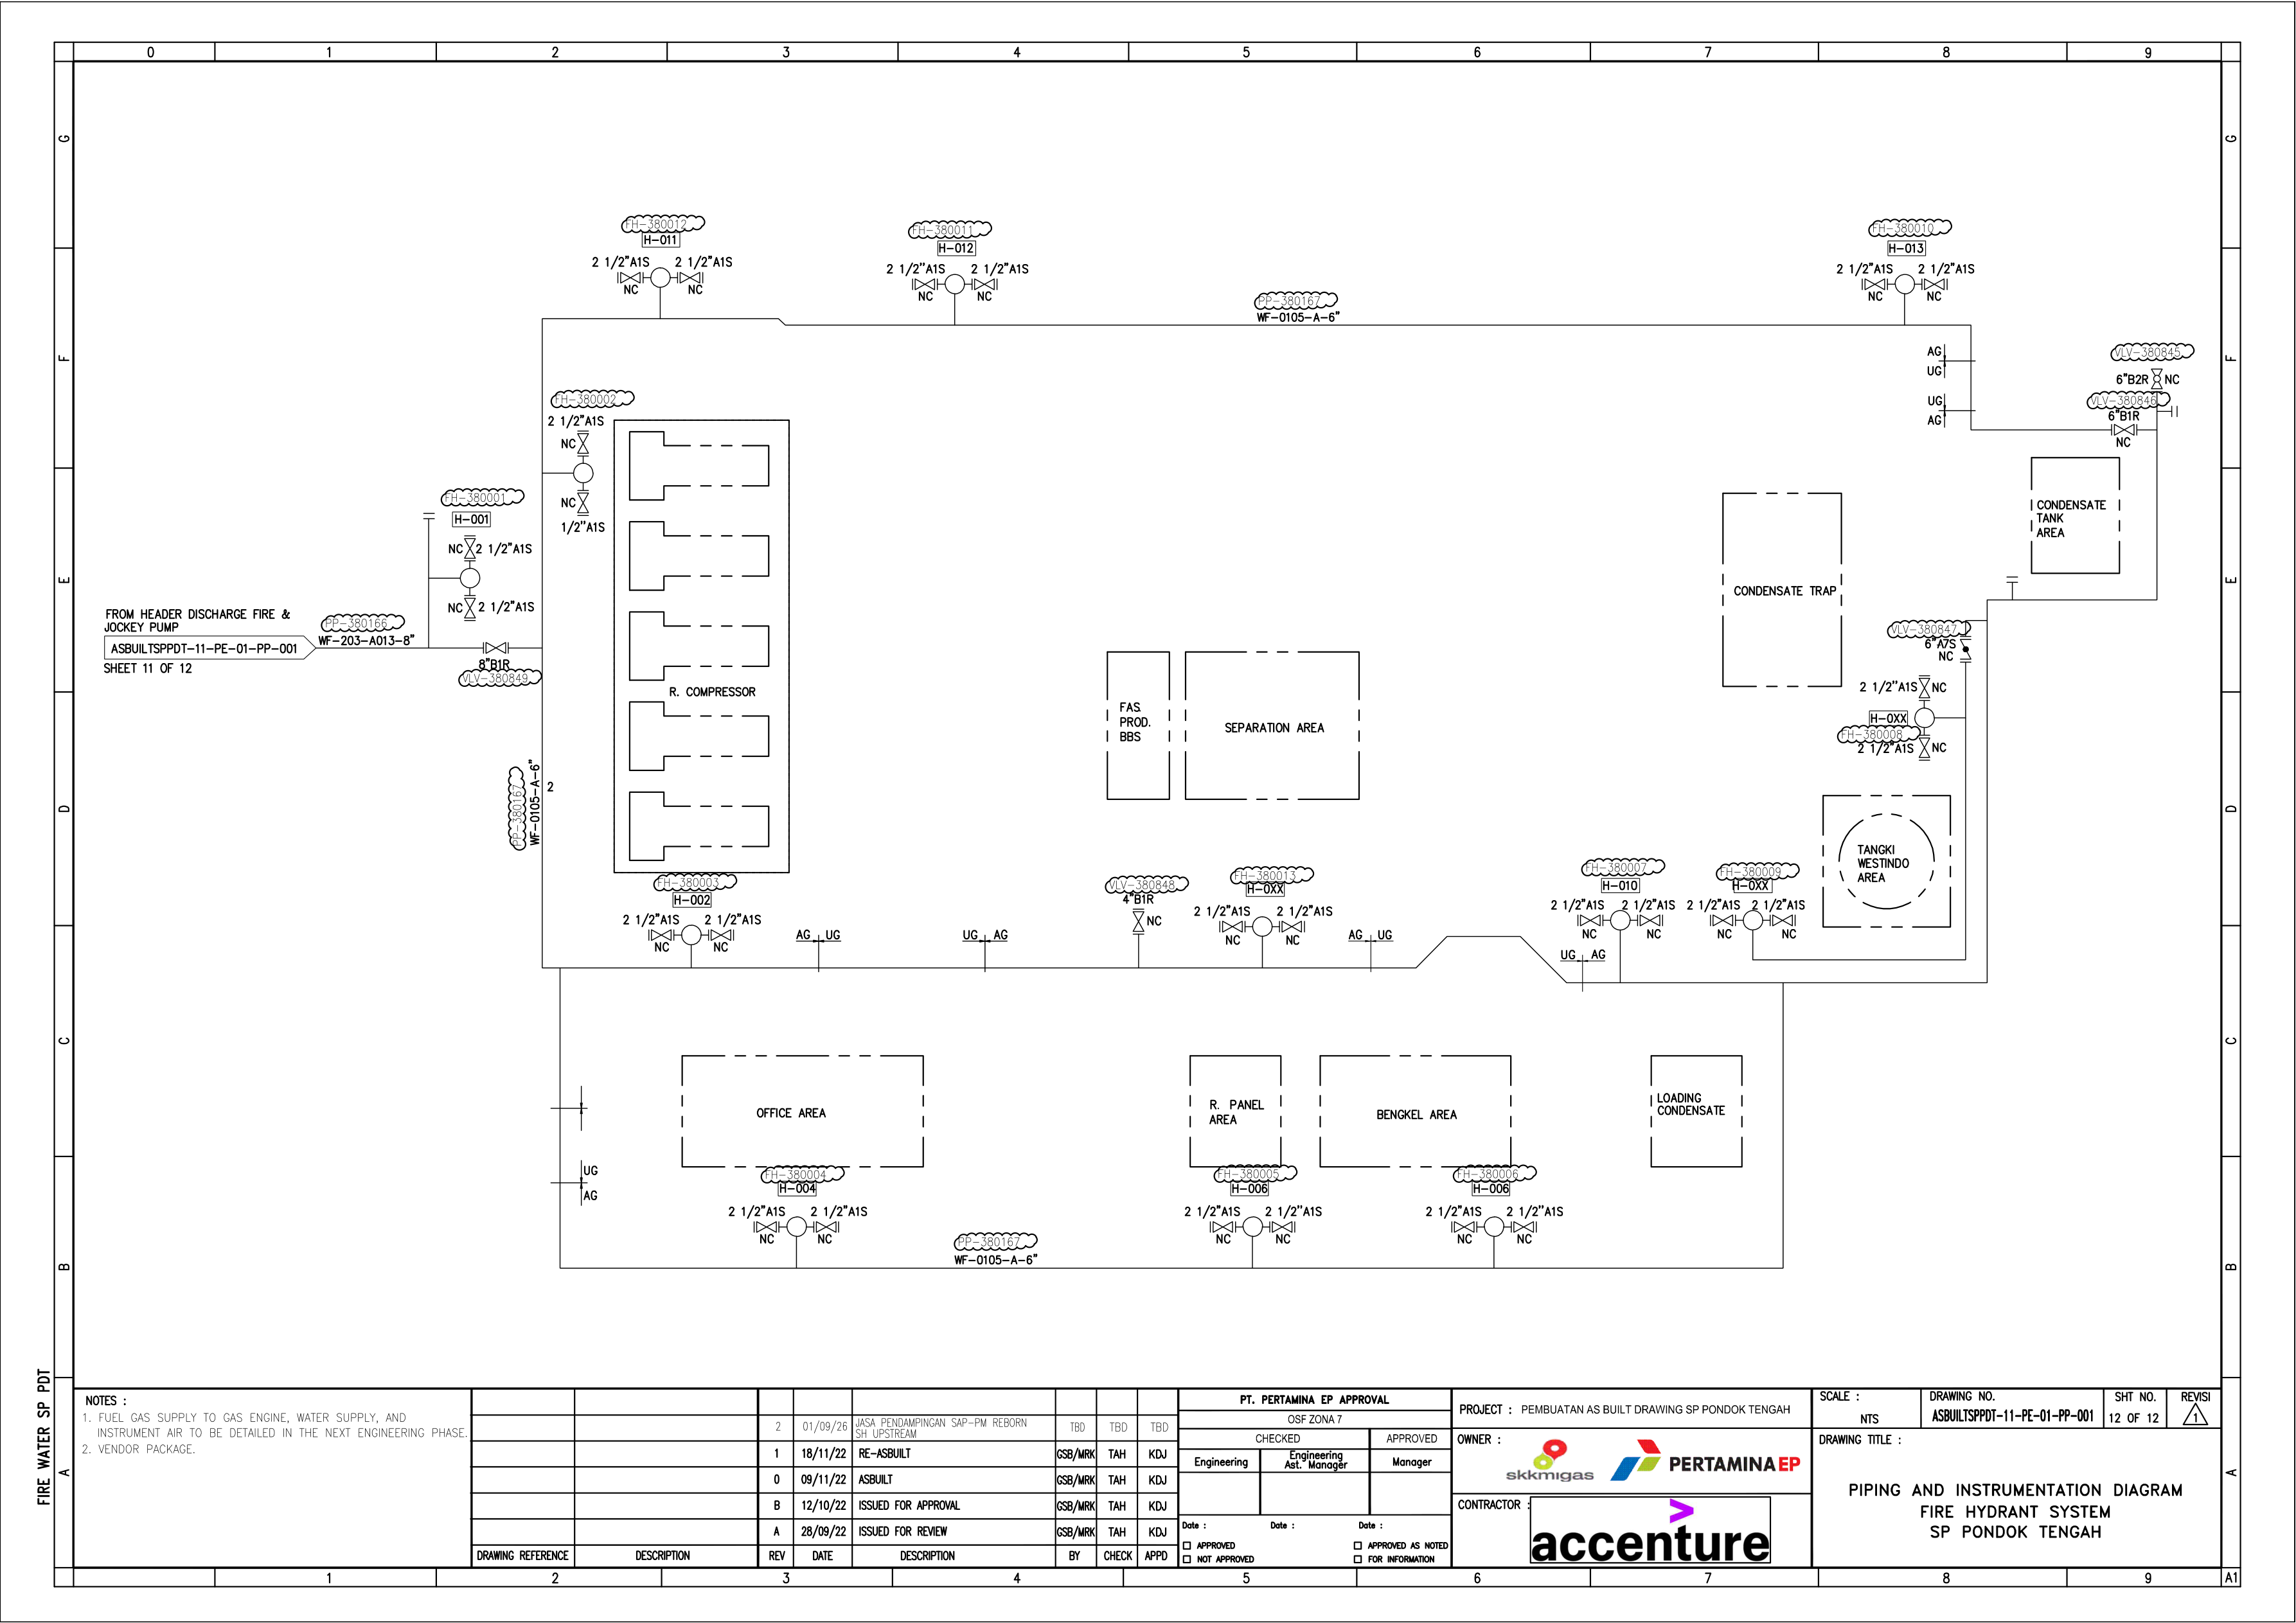 0 1 2 3 4 5 6 7 8 9
G
G
FH-380012
H-011
2 1/2"A1S 2 1/2"A1S
NC NC
FH-380011
H-012
2 1/2"A1S 2 1/2"A1S
NC NC
FH-380010
H-013
2 1/2"A1S 2 1/2"A1S
NC NC
PP-380167
WF-0105-A-6"
F
F
AG
UG
UG
AG
VLV-380845
6"B2R NC
VLV-380846
6"B1R
NC
FH-380002
2 1/2"A1S
NC
NC
1/2"A1S
FH-380001
H-001
NC 2 1/2"A1S
NC 2 1/2"A1S
E
E
CONDENSATE
TANK
AREA
CONDENSATE TRAP
FROM HEADER DISCHARGE FIRE &
JOCKEY PUMP
ASBUILTSPPDT-11-PE-01-PP-001
SHEET 11 OF 12
PP-380166
WF-203-A013-8"
8"B1R
VLV-380849
R. COMPRESSOR
VLV-380847
6"A7S
NC
2 1/2"A1S NC
H-0XX
FH-380008
2 1/2"A1S NC
FAS.
PROD.
BBS
SEPARATION AREA
D
D
PP-380167
WF-0105-A-6"
2
TANGKI
WESTINDO
AREA
FH-380003
H-002
2 1/2"A1S 2 1/2"A1S
NC NC
AG UG
UG AG
VLV-380848
4"B1R
NC
FH-380013
H-0XX
2 1/2"A1S 2 1/2"A1S
NC NC
AG UG
FH-380007
H-010
2 1/2"A1S 2 1/2"A1S
NC NC
FH-380009
H-0XX
2 1/2"A1S 2 1/2"A1S
NC NC
UG AG
C
C
OFFICE AREA
R. PANEL
AREA
BENGKEL AREA
LOADING
CONDENSATE
UG
AG
FH-380004
H-004
2 1/2"A1S 2 1/2"A1S
NC NC
FH-380005
H-006
2 1/2"A1S 2 1/2"A1S
NC NC
FH-380006
H-006
2 1/2"A1S 2 1/2"A1S
NC NC
PP-380167
WF-0105-A-6"
B
B
FIRE WATER SP PDT
A
A
NOTES :
1. FUEL GAS SUPPLY TO GAS ENGINE, WATER SUPPLY, AND
INSTRUMENT AIR TO BE DETAILED IN THE NEXT ENGINEERING PHASE.
2. VENDOR PACKAGE.
DRAWING REFERENCE DESCRIPTION
2 01/09/26 JASA PENDAMPINGAN SAP-PM REBORN
SH UPSTREAM TBD TBD TBD
1 18/11/22 RE-ASBUILT GSB/MRK TAH KDJ
0 09/11/22 ASBUILT GSB/MRK TAH KDJ
B 12/10/22 ISSUED FOR APPROVAL GSB/MRK TAH KDJ
A 28/09/22 ISSUED FOR REVIEW GSB/MRK TAH KDJ
REV DATE DESCRIPTION BY CHECK APPD
PT. PERTAMINA EP APPROVAL
OSF ZONA 7
CHECKED APPROVED
Engineering Engineering
Ast. Manager Manager
Date : Date : Date :
APPROVED APPROVED AS NOTED
NOT APPROVED FOR INFORMATION
PROJECT : PEMBUATAN AS BUILT DRAWING SP PONDOK TENGAH
OWNER :
skkmigas PERTAMINA EP
CONTRACTOR :
accenture
SCALE :
NTS
DRAWING NO.
ASBUILTSPPDT-11-PE-01-PP-001
SHT NO.
12 OF 12
REVISI
1
DRAWING TITLE :
PIPING AND INSTRUMENTATION DIAGRAM
FIRE HYDRANT SYSTEM
SP PONDOK TENGAH
1 2 3 4 5 6 7 8 9 A1